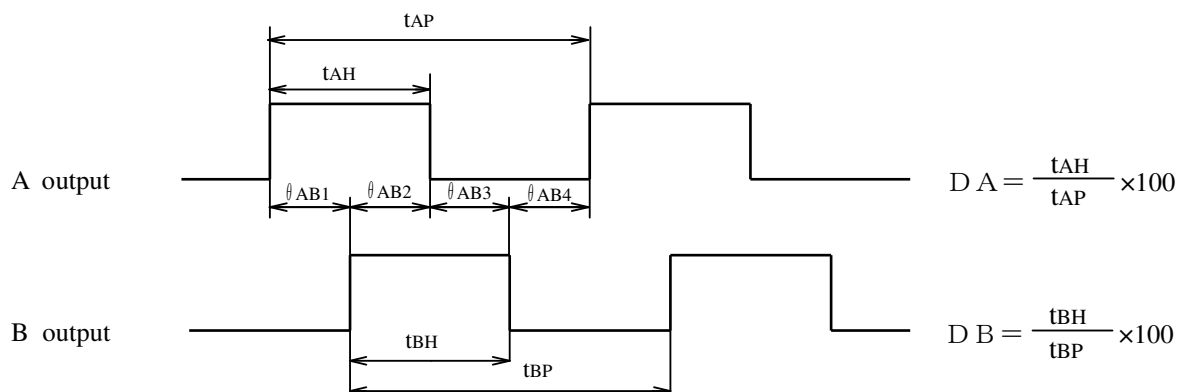 tAP
tAH
A output
θAB1 θAB2 θAB3 θAB4
DA = tAH / tAP ×100
B output
tBH
tBP
DB = tBH / tBP ×100